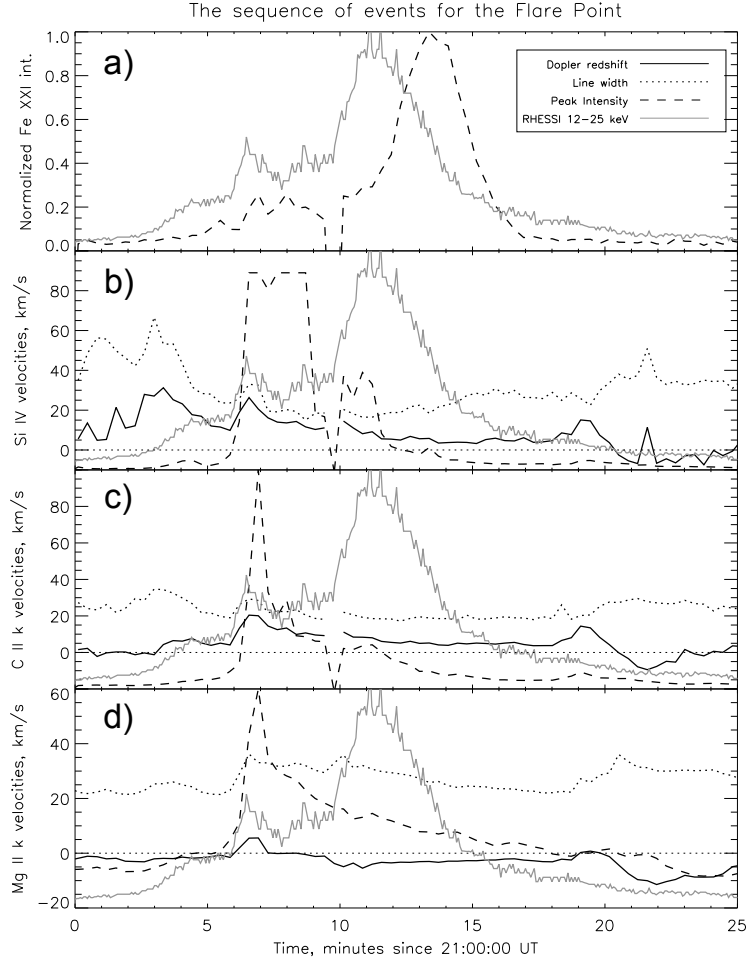 The sequence of events for the Flare Point
a)
Normalized Fe XXI int.
1.0
0.8
0.6
0.4
0.2
0.0
Dopler redshift
Line width
Peak Intensity
RHESSI 12-25 keV
b)
Si IV velocities, km/s
80
60
40
20
0
c)
C II k velocities, km/s
80
60
40
20
0
d)
Mg II k velocities, km/s
60
40
20
0
-20
0 5 10 15 20 25
Time, minutes since 21:00:00 UT